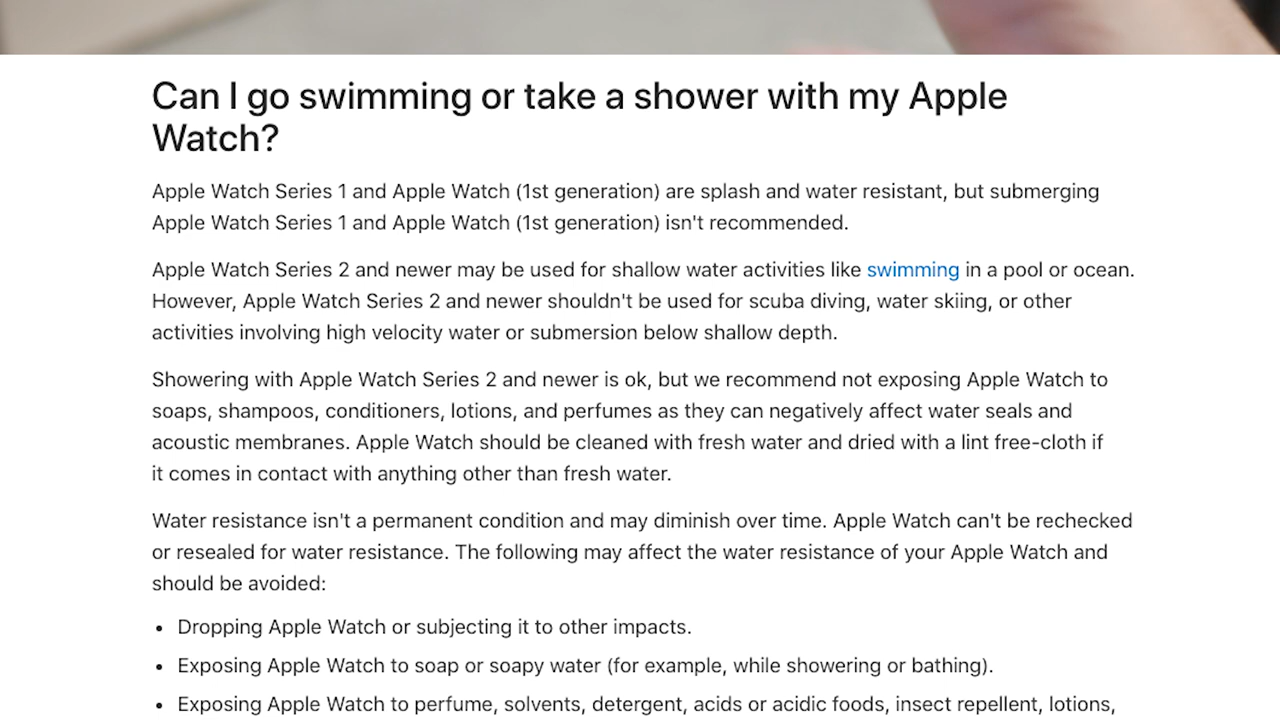 Can I go swimming or take a shower with my Apple
Watch?
Apple Watch Series 1 and Apple Watch (1st generation) are splash and water resistant, but submerging
Apple Watch Series 1 and Apple Watch (1st generation) isn't recommended.
Apple Watch Series 2 and newer may be used for shallow water activities like swimming in a pool or ocean.
However, Apple Watch Series 2 and newer shouldn't be used for scuba diving, water skiing, or other
activities involving high velocity water or submersion below shallow depth.
Showering with Apple Watch Series 2 and newer is ok, but we recommend not exposing Apple Watch to
soaps, shampoos, conditioners, lotions, and perfumes as they can negatively affect water seals and
acoustic membranes. Apple Watch should be cleaned with fresh water and dried with a lint free-cloth if
it comes in contact with anything other than fresh water.
Water resistance isn't a permanent condition and may diminish over time. Apple Watch can't be rechecked
or resealed for water resistance. The following may affect the water resistance of your Apple Watch and
should be avoided:
• Dropping Apple Watch or subjecting it to other impacts.
• Exposing Apple Watch to soap or soapy water (for example, while showering or bathing).
• Exposing Apple Watch to perfume, solvents, detergent, acids or acidic foods, insect repellent, lotions,